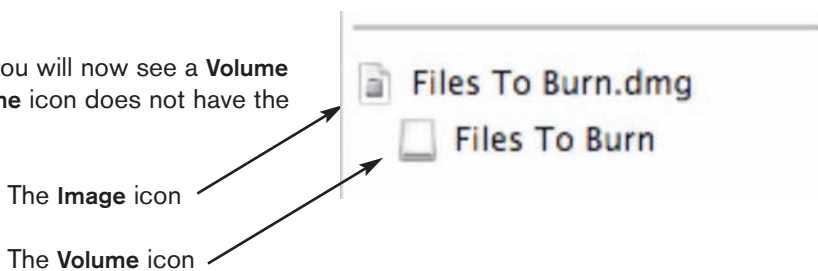 ou will now see a Volume
ne icon does not have the
The Image icon
The Volume icon
Files To Burn.dmg
Files To Burn